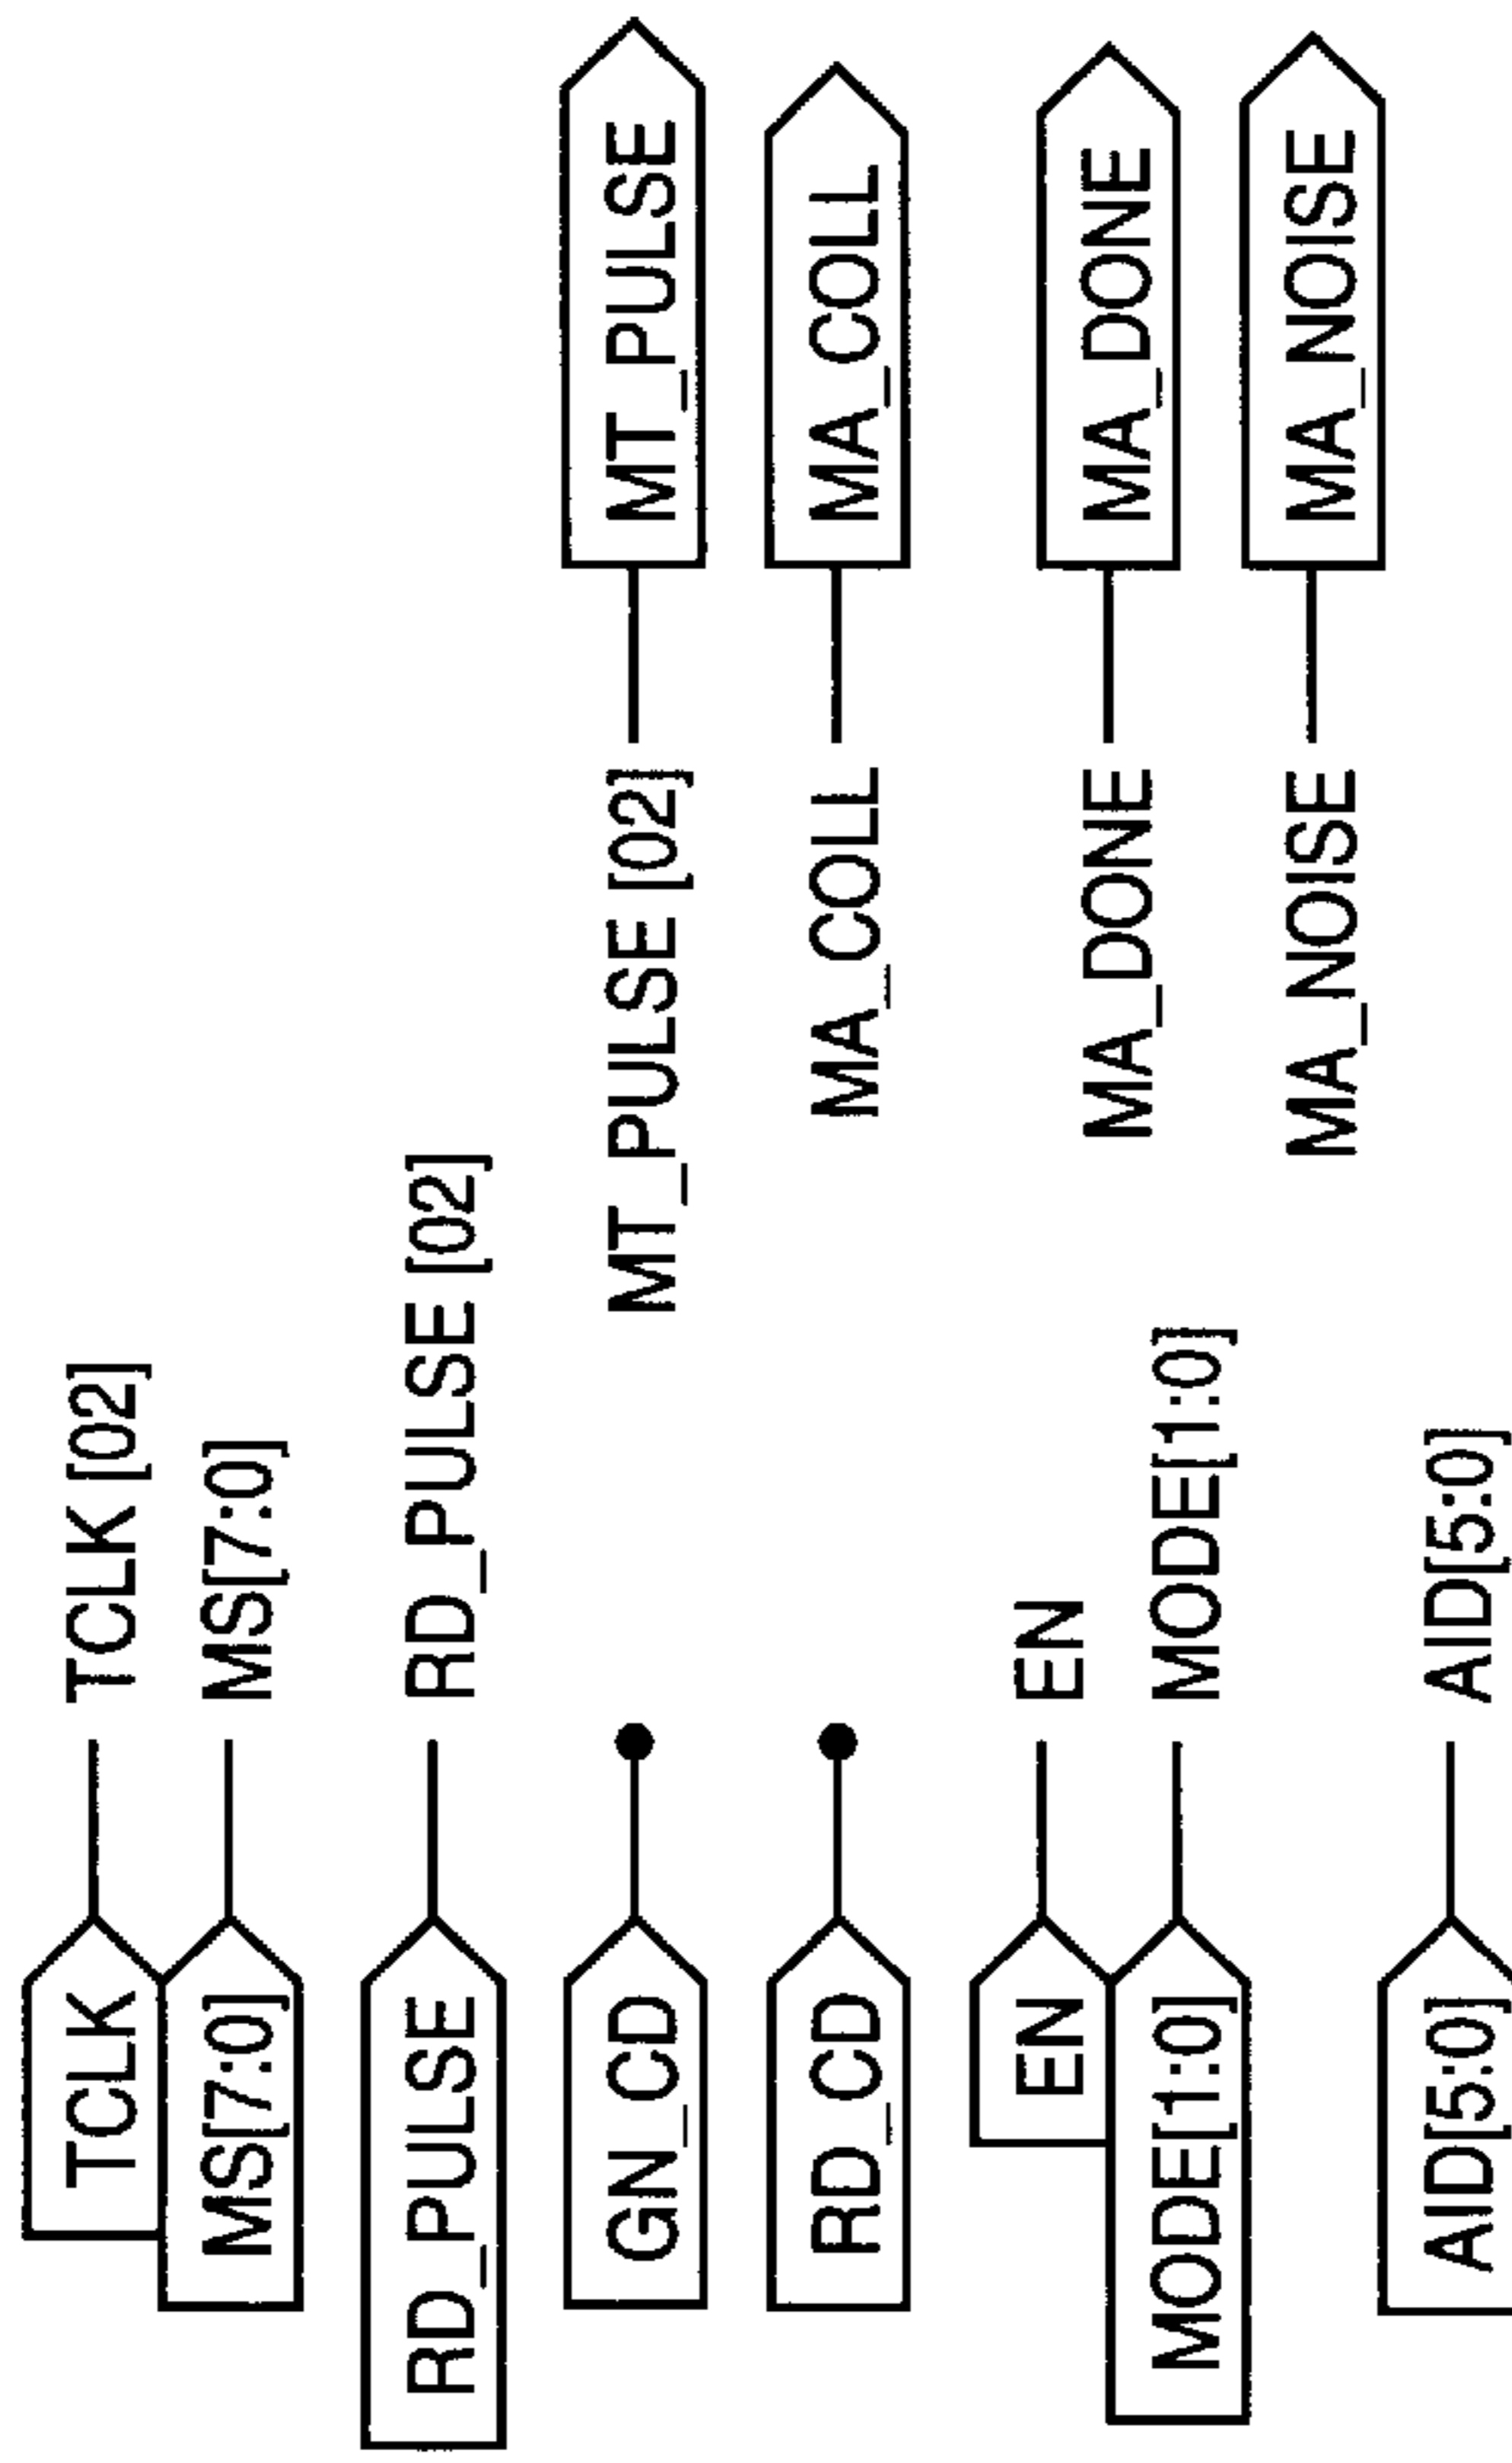 TCLK TCLK [02]
MS[7:0] MS[7:0]
RD_PULSE RD_PULSE [02]
GN_CD MT_PULSE [02] MT_PULSE
RD_CD MA_COLL MA_COLL
EN EN MA_DONE MA_DONE
MODE[1:0] MODE[1:0]
MA_NOISE MA_NOISE
AID[5:0] AID[5:0]